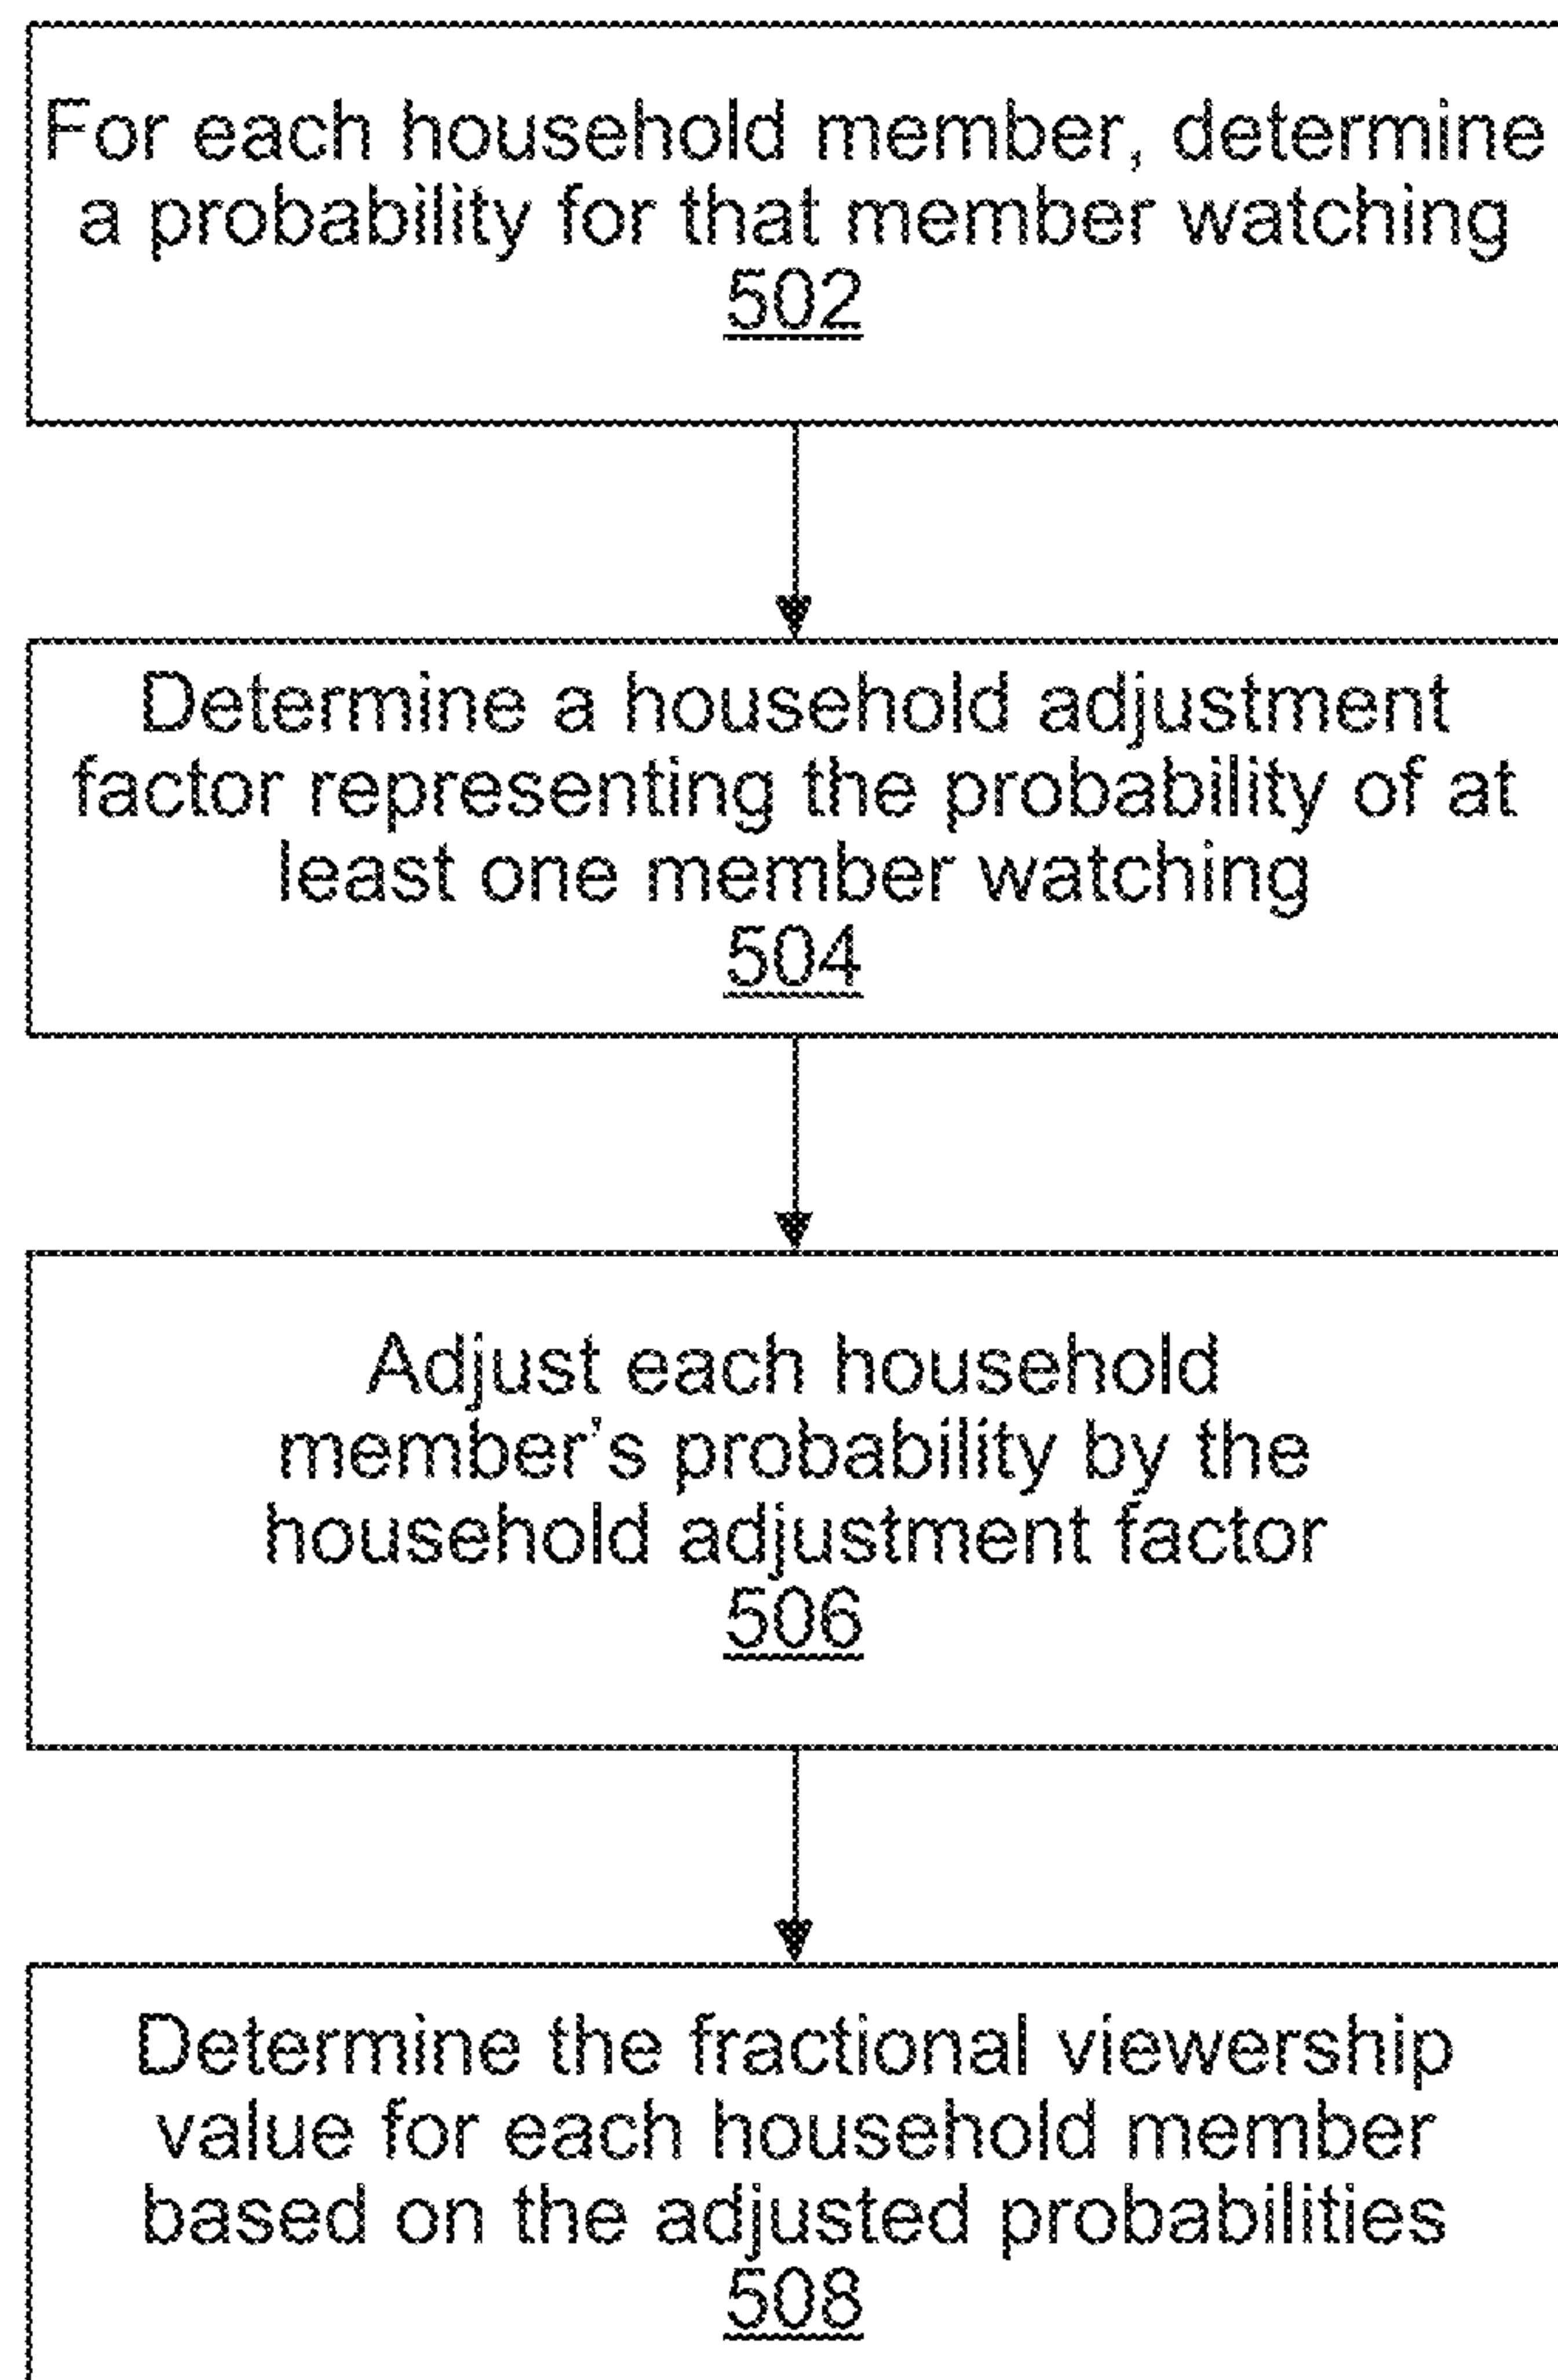 For each household member, determine
a probability for that member watching
502
Determine a household adjustment
factor representing the probability of at
least one member watching
504
Adjust each household
member's probability by the
household adjustment factor
506
Determine the fractional viewership
value for each household member
based on the adjusted probabilities
508